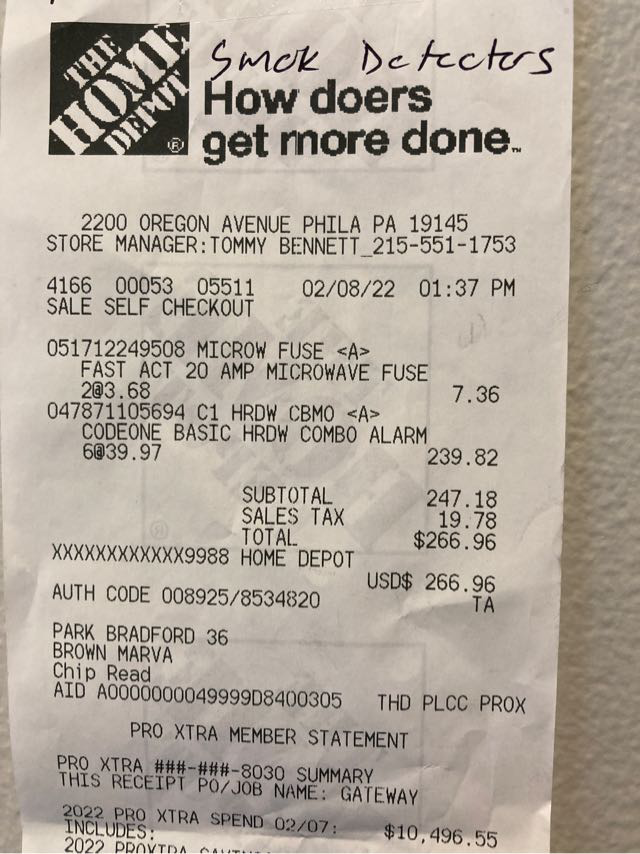 Smok Detectors
THE
HOME
DEPOT
How doers
get more done.™
2200 OREGON AVENUE PHILA PA 19145
STORE MANAGER:TOMMY BENNETT_215-551-1753
4166 00053 05511 02/08/22 01:37 PM
SALE SELF CHECKOUT
051712249508 MICROW FUSE <A>
FAST ACT 20 AMP MICROWAVE FUSE
2@3.68 7.36
047871105694 C1 HRDW CBMO <A>
CODEONE BASIC HRDW COMBO ALARM
6@39.97 239.82
SUBTOTAL 247.18
SALES TAX 19.78
TOTAL $266.96
XXXXXXXXXXXX9988 HOME DEPOT
USD$ 266.96
AUTH CODE 008925/8534820 TA
PARK BRADFORD 36
BROWN MARVA
Chip Read
AID A0000000049999D8400305 THD PLCC PROX
PRO XTRA MEMBER STATEMENT
PRO XTRA ###-###-8030 SUMMARY
THIS RECEIPT PO/JOB NAME: GATEWAY
2022 PRO XTRA SPEND 02/07: $10,496.55
INCLUDES:
2022 PROXTRA